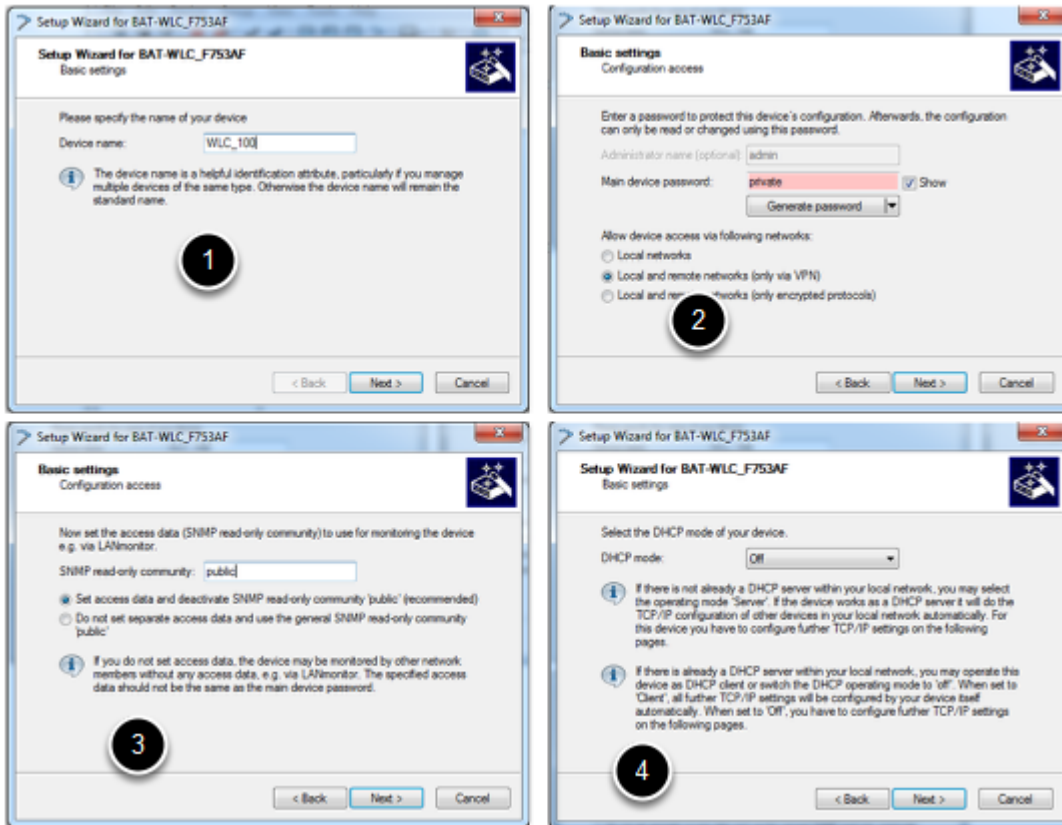 Setup Wizard for BAT-WLC_F753AF
Setup Wizard for BAT-WLC_F753AF
Basic settings
Please specify the name of your device
Device name: WLC_100
The device name is a helpful identification attribute, particularly if you manage
multiple devices of the same type. Otherwise the device name will remain the
standard name.
1
< Back Next > Cancel
Setup Wizard for BAT-WLC_F753AF
Basic settings
Configuration access
Enter a password to protect this device's configuration. Afterwards, the configuration
can only be read or changed using this password.
Administrator name (optional) admin
Main device password: private Show
Generate password
Allow device access via following networks:
Local networks
Local and remote networks (only via VPN)
Local and networks (only encrypted protocols)
2
< Back Next > Cancel
Setup Wizard for BAT-WLC_F753AF
Basic settings
Configuration access
Now set the access data (SNMP read-only community) to use for monitoring the device
e.g. via LANmonitor.
SNMP read-only community: public
Set access data and deactivate SNMP read-only community 'public' (recommended)
Do not set separate access data and use the general SNMP read-only community
'public'
If you do not set access data, the device may be monitored by other network
members without any access data, e.g. via LANmonitor. The specified access
data should not be the same as the main device password.
3
< Back Next > Cancel
Setup Wizard for BAT-WLC_F753AF
Setup Wizard for BAT-WLC_F753AF
Basic settings
Select the DHCP mode of your device.
DHCP mode: Off
If there is not already a DHCP server within your local network, you may select
the operating mode 'Server'. If the device works as a DHCP server it will do the
TCP/IP configuration of other devices in your local network automatically. For
this device you have to configure further TCP/IP settings on the following
pages.
If there is already a DHCP server within your local network, you may operate this
device as DHCP client or switch the DHCP operating mode to 'off'. When set to
'Client', all further TCP/IP settings will be configured by your device itself
automatically. When set to 'Off', you have to configure further TCP/IP settings
on the following pages.
4
< Back Next > Cancel